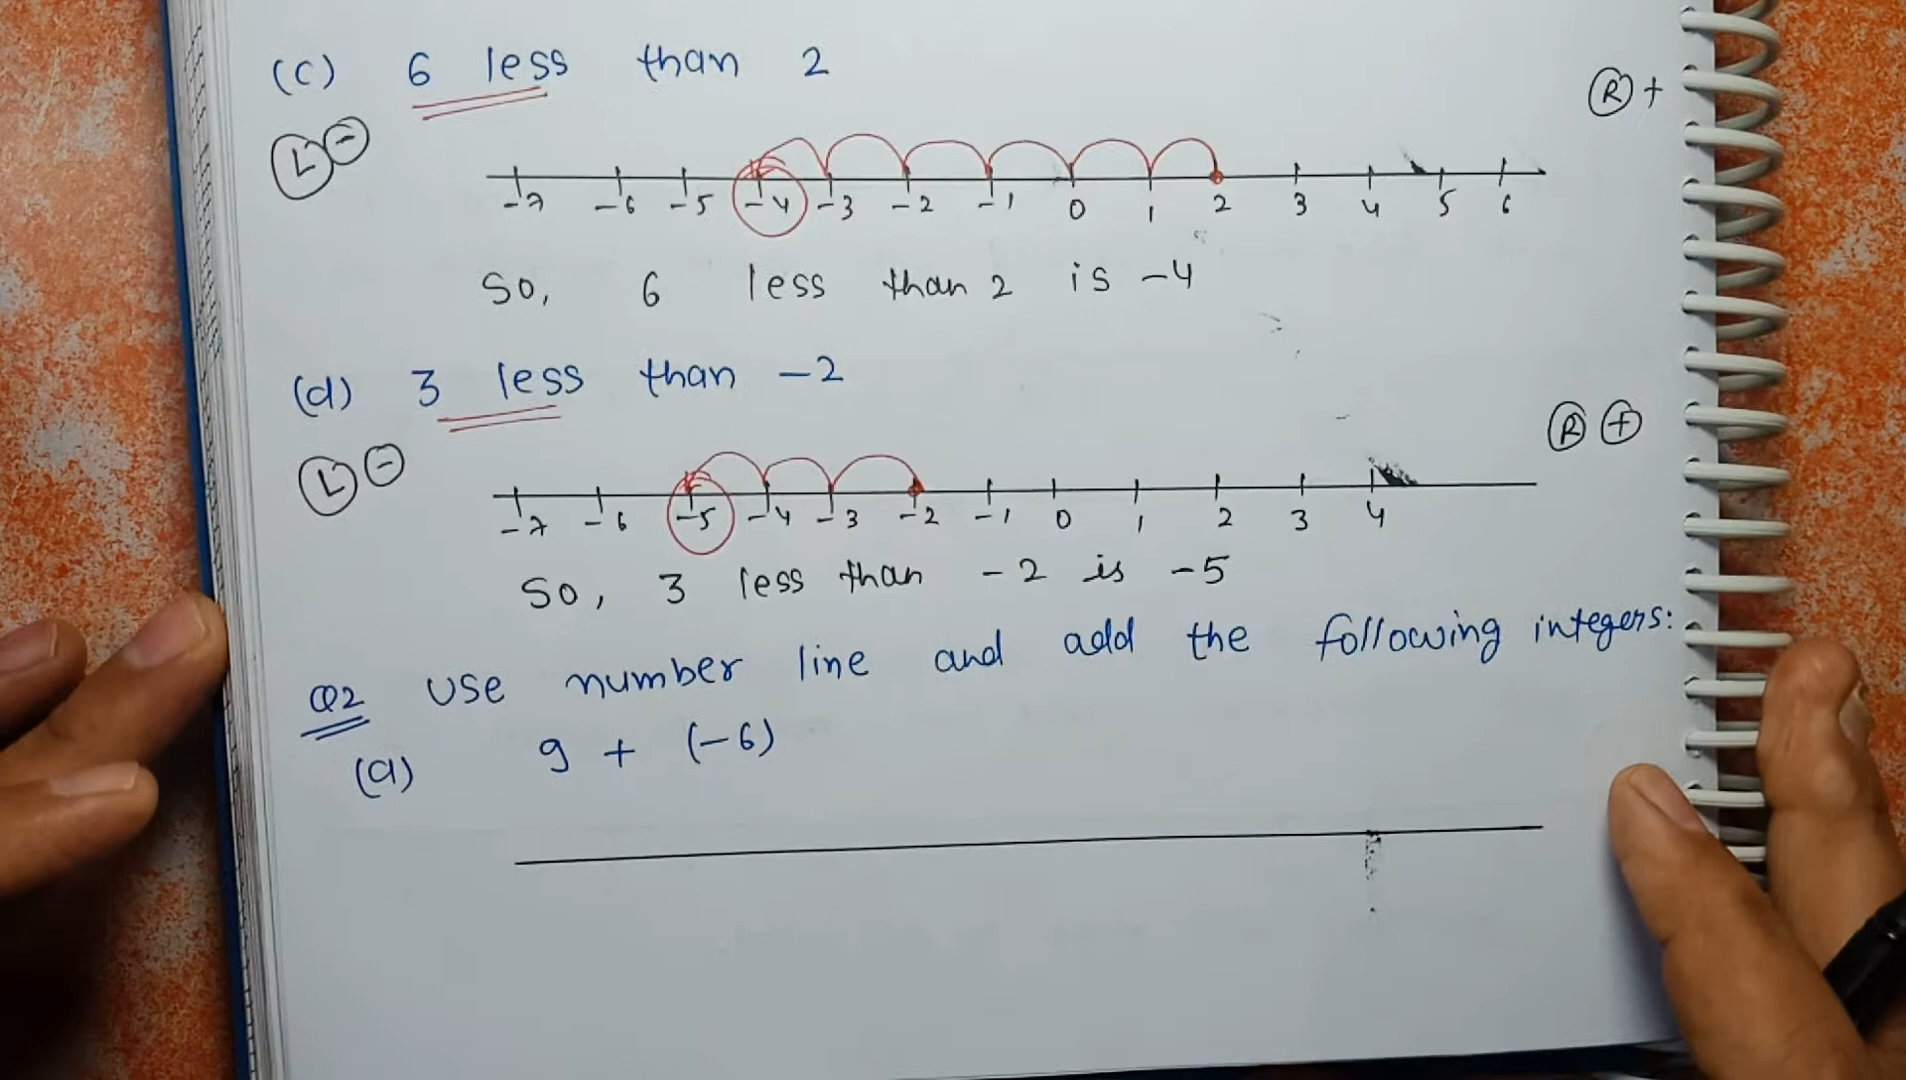 (c) 6 less than 2
L - R +
-7 -6 -5 -4 -3 -2 -1 0 1 2 3 4 5 6
So, 6 less than 2 is -4
(d) 3 less than -2
L - R +
-7 -6 -5 -4 -3 -2 -1 0 1 2 3 4
So, 3 less than -2 is -5
Q2 Use number line and add the following integers:
(a) 9 + (-6)